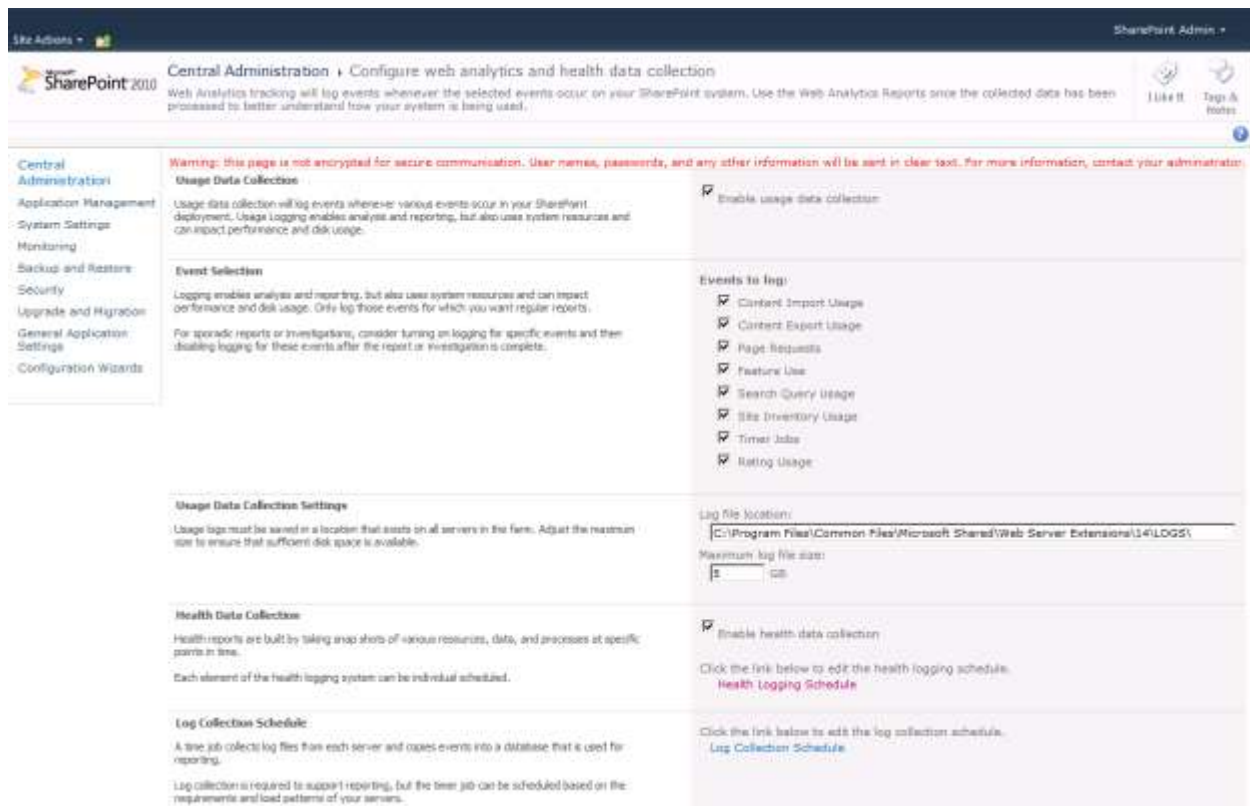 Site Actions
SharePoint Admin
Microsoft
SharePoint 2010
Central Administration › Configure web analytics and health data collection
Web Analytics tracking will log events whenever the selected events occur on your SharePoint system. Use the Web Analytics Reports once the collected data has been
processed to better understand how your system is being used.
I Like It
Tags &
Notes
Central
Administration
Application Management
System Settings
Monitoring
Backup and Restore
Security
Upgrade and Migration
General Application
Settings
Configuration Wizards
Warning: this page is not encrypted for secure communication. User names, passwords, and any other information will be sent in clear text. For more information, contact your administrator.
Usage Data Collection
Usage data collection will log events whenever various events occur in your SharePoint
deployment. Usage Logging enables analysis and reporting, but also uses system resources and
can impact performance and disk usage.
Enable usage data collection
Event Selection
Logging enables analysis and reporting, but also uses system resources and can impact
performance and disk usage. Only log those events for which you want regular reports.
For sporadic reports or investigations, consider turning on logging for specific events and then
disabling logging for these events after the report or investigation is complete.
Events to log:
Content Import Usage
Content Export Usage
Page Requests
Feature Use
Search Query Usage
Site Inventory Usage
Timer Jobs
Rating Usage
Usage Data Collection Settings
Usage logs must be saved in a location that exists on all servers in the farm. Adjust the maximum
size to ensure that sufficient disk space is available.
Log file location:
C:\Program Files\Common Files\Microsoft Shared\Web Server Extensions\14\LOGS\
Maximum log file size:
5 GB
Health Data Collection
Health reports are built by taking snap shots of various resources, data, and processes at specific
points in time.
Each element of the health logging system can be individual scheduled.
Enable health data collection
Click the link below to edit the health logging schedule.
Health Logging Schedule
Log Collection Schedule
A time job collects log files from each server and copies events into a database that is used for
reporting.
Log collection is required to support reporting, but the timer job can be scheduled based on the
requirements and load patterns of your servers.
Click the link below to edit the log collection schedule.
Log Collection Schedule